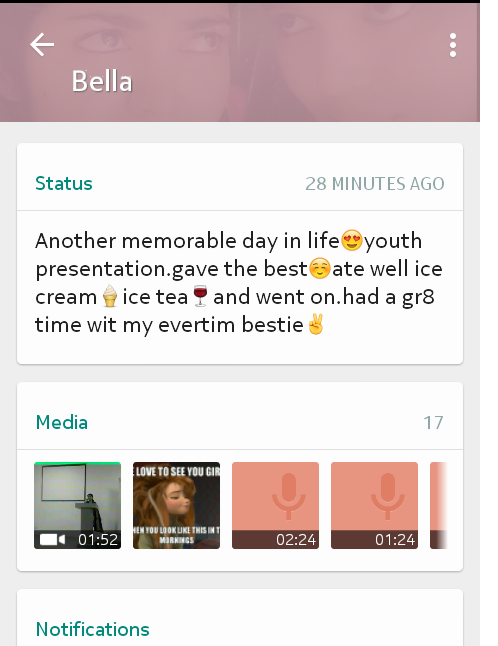 Bella
Status 28 MINUTES AGO
Another memorable day in life😍youth
presentation.gave the best☺️ate well ice
cream🍦ice tea🍷and went on.had a gr8
time wit my evertim bestie✌️
Media 17
LOVE TO SEE YOU GIR
HEN YOU LOOK LIKE THIS IN T
MORNINGS
01:52
02:24
01:24
Notifications